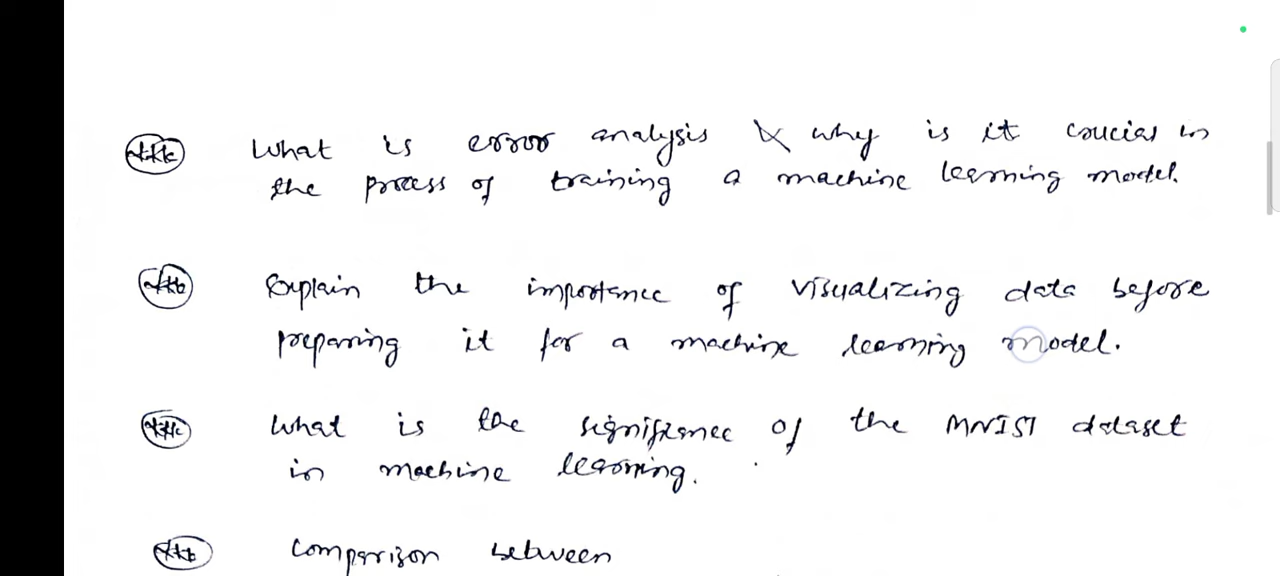 What is error analysis & why is it crucial in
the process of training a machine learning model.
Explain the importance of visualizing data before
preparing it for a machine learning model.
What is the significance of the MNIST dataset
in machine learning.
Comparison between